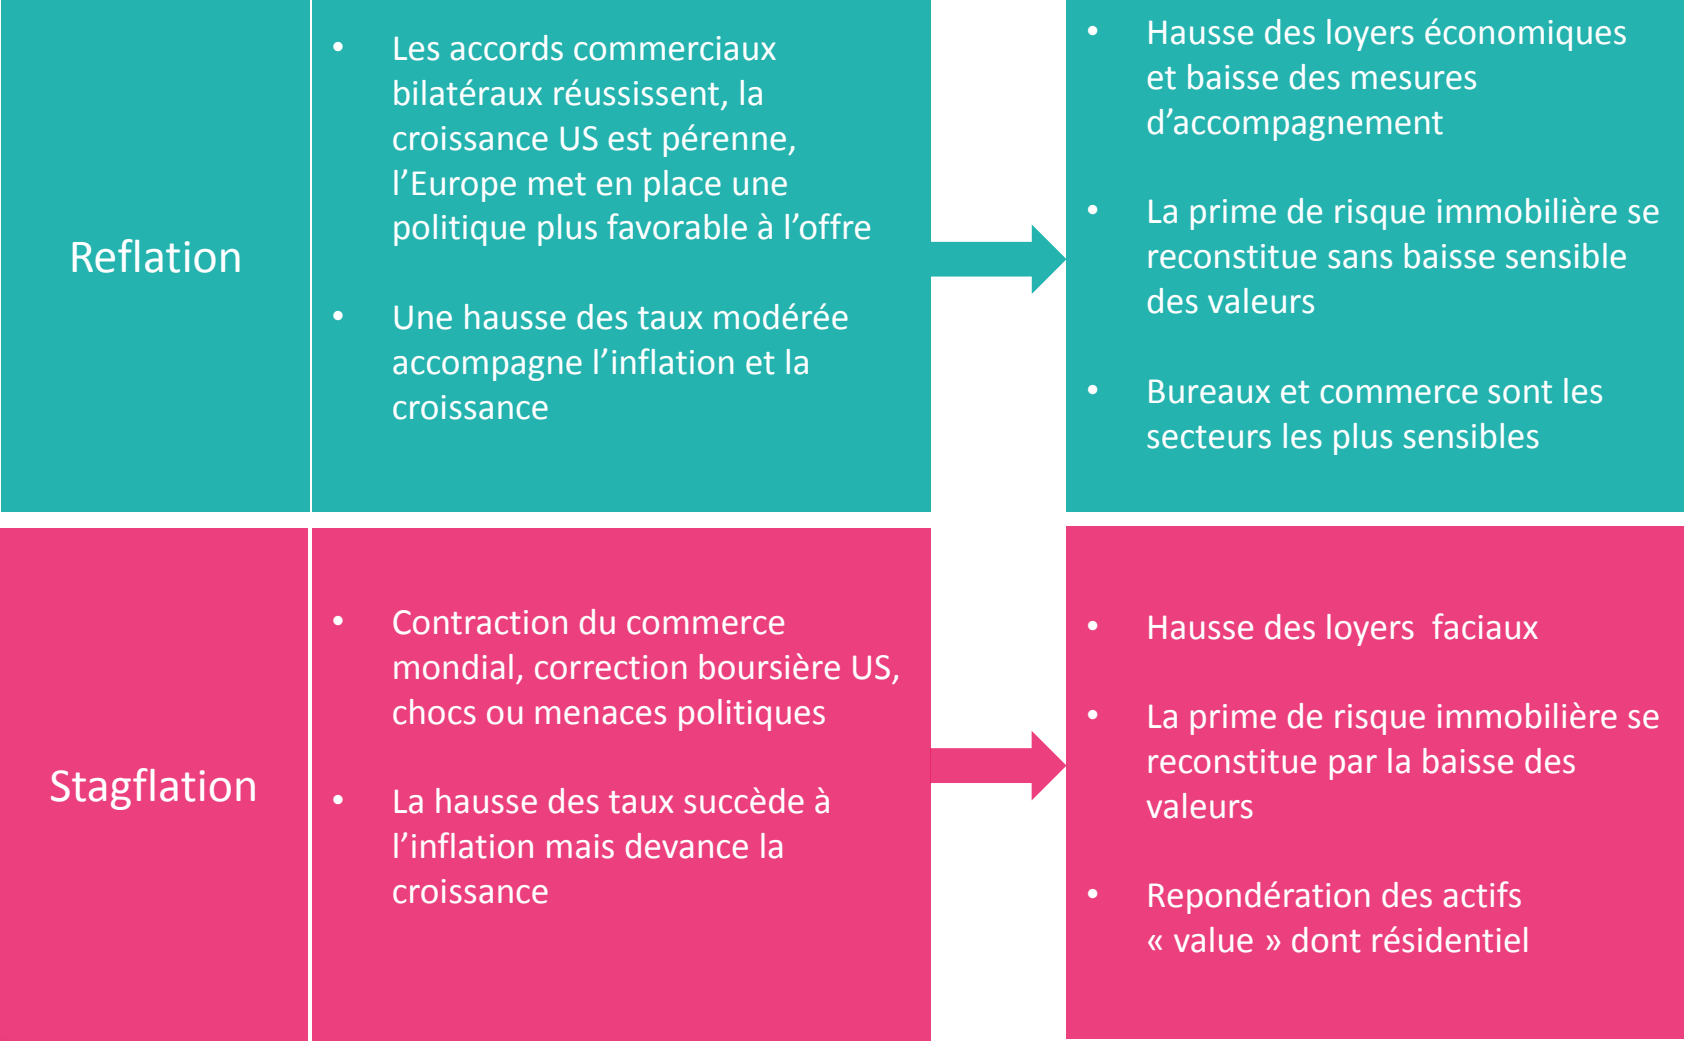 Reflation
• Les accords commerciaux
bilatéraux réussissent, la
croissance US est pérenne,
l’Europe met en place une
politique plus favorable à l’offre
• Une hausse des taux modérée
accompagne l’inflation et la
croissance
• Hausse des loyers économiques
et baisse des mesures
d’accompagnement
• La prime de risque immobilière se
reconstitue sans baisse sensible
des valeurs
• Bureaux et commerce sont les
secteurs les plus sensibles
Stagflation
• Contraction du commerce
mondial, correction boursière US,
chocs ou menaces politiques
• La hausse des taux succède à
l’inflation mais devance la
croissance
• Hausse des loyers  faciaux
• La prime de risque immobilière se
reconstitue par la baisse des
valeurs
• Repondération des actifs
« value » dont résidentiel